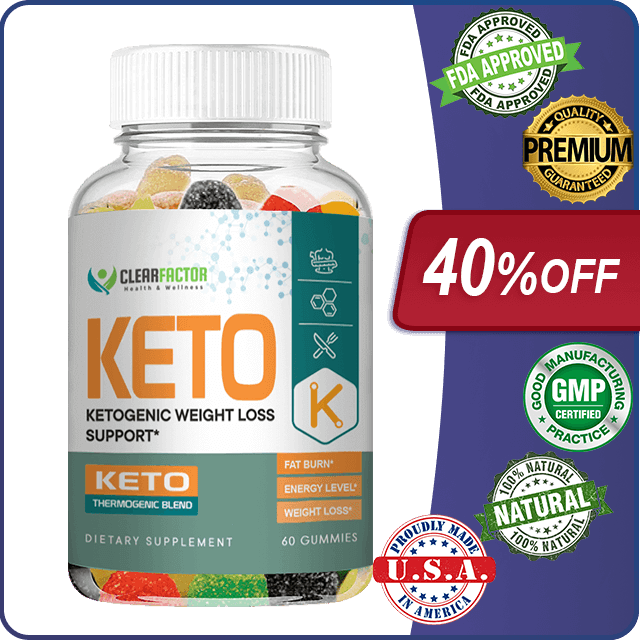 CLEARFACTOR
Health & Wellness
KETO
KETOGENIC WEIGHT LOSS
SUPPORT*
KETO
THERMOGENIC BLEND
FAT BURN*
ENERGY LEVEL*
WEIGHT LOSS*
DIETARY SUPPLEMENT
60 GUMMIES
K
FDA APPROVED
FDA APPROVED
FDA APPROVED
QUALITY
PREMIUM
GUARANTEED
40%OFF
GOOD MANUFACTURING
GMP
CERTIFIED
PRACTICE
100% NATURAL
NATURAL
100% NATURAL
PROUDLY MADE
U.S.A.
IN AMERICA